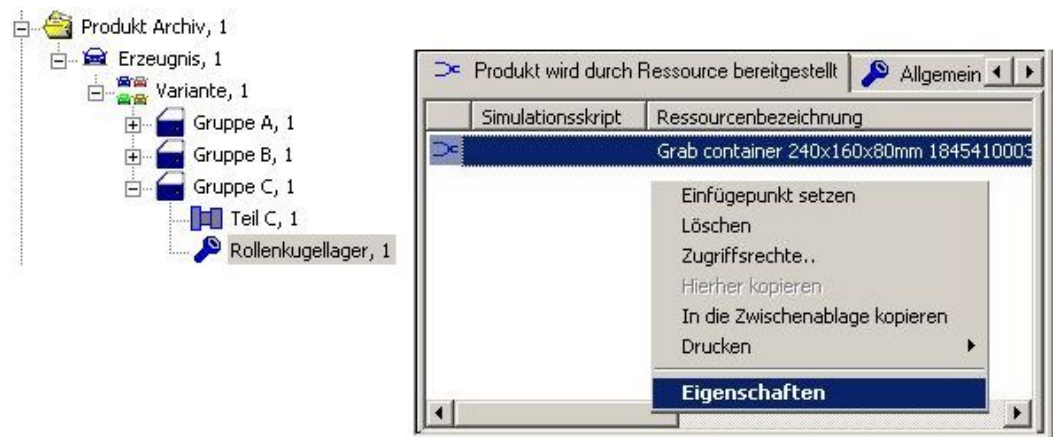 Produkt Archiv, 1
Erzeugnis, 1
Variante, 1
Gruppe A, 1
Gruppe B, 1
Gruppe C, 1
Teil C, 1
Rollenkugellager, 1
Produkt wird durch Ressource bereitgestellt Allgemein
Simulationsskript Ressourcenbezeichnung
Grab container 240x160x80mm 1845410003
Einfügepunkt setzen
Löschen
Zugriffsrechte..
Hierher kopieren
In die Zwischenablage kopieren
Drucken
Eigenschaften